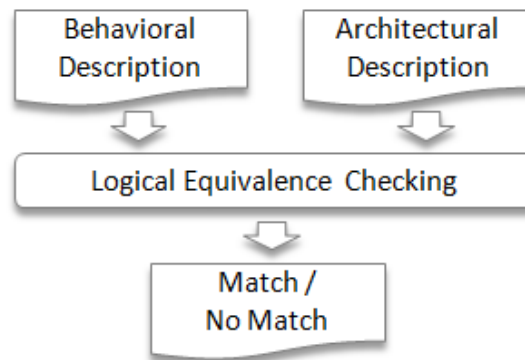 Behavioral
Description
Architectural
Description
Logical Equivalence Checking
Match /
No Match